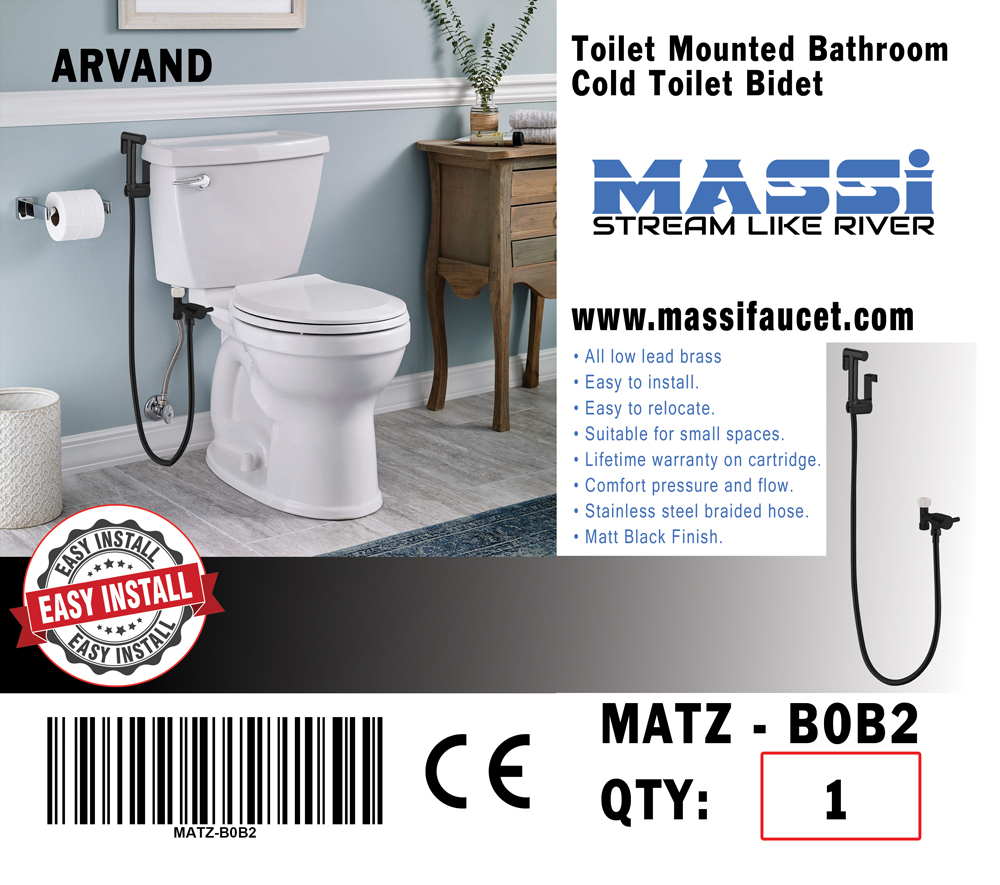 ARVAND
Toilet Mounted Bathroom
Cold Toilet Bidet
MASSi
STREAM LIKE RIVER
www.massifaucet.com
• All low lead brass
• Easy to install.
• Easy to relocate.
• Suitable for small spaces.
• Lifetime warranty on cartridge.
• Comfort pressure and flow.
• Stainless steel braided hose.
• Matt Black Finish.
EASY INSTALL
EASY INSTALL
EASY INSTALL
MATZ-B0B2
CE
MATZ - B0B2
QTY: 1